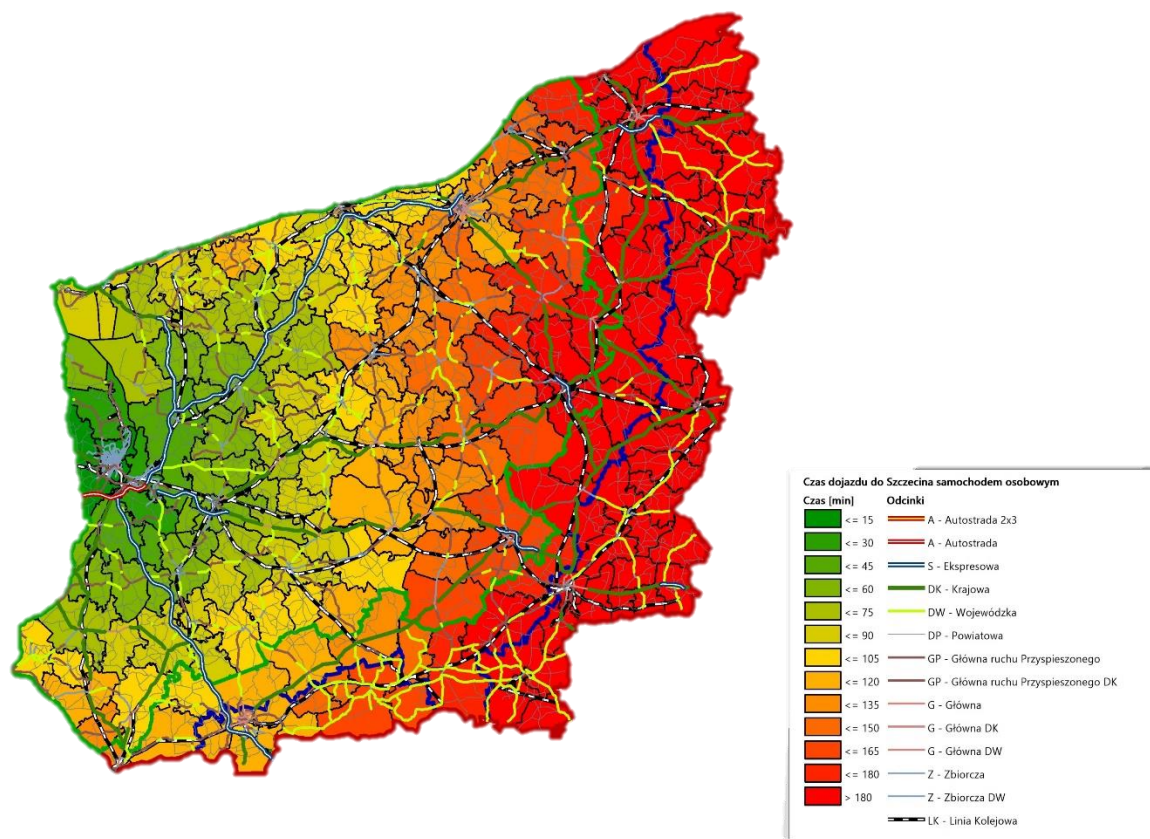 Czas dojazdu do Szczecina samochodem osobowym
Czas [min] Odcinki
<= 15 A - Autostrada 2x3
<= 30 A - Autostrada
<= 45 S - Ekspresowa
<= 60 DK - Krajowa
<= 75 DW - Wojewódzka
<= 90 DP - Powiatowa
<= 105 GP - Główna ruchu Przyspieszonego
<= 120 GP - Główna ruchu Przyspieszonego DK
<= 135 G - Główna
<= 150 G - Główna DK
<= 165 G - Główna DW
<= 180 Z - Zbiorcza
> 180 Z - Zbiorcza DW
LK - Linia Kolejowa